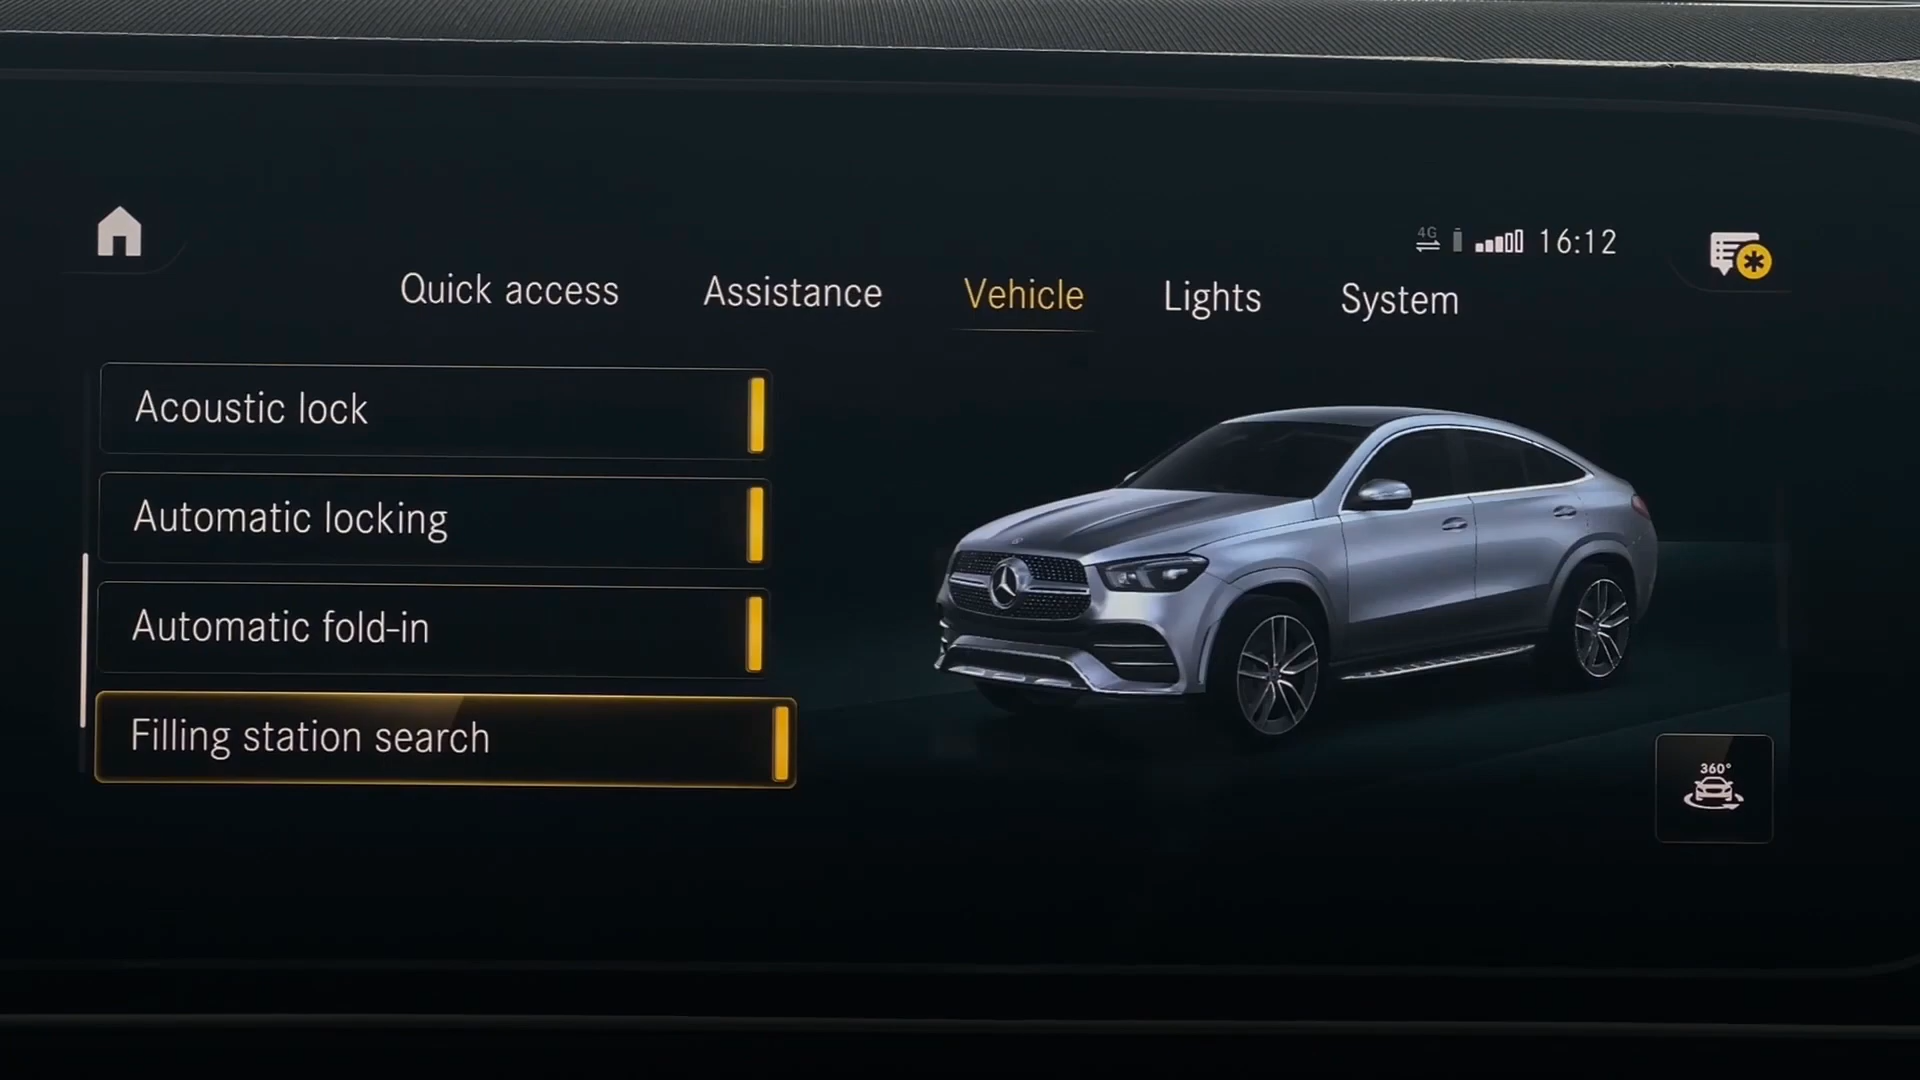 4G 16:12
Quick access Assistance Vehicle Lights System
Acoustic lock
Automatic locking
Automatic fold-in
Filling station search
360°